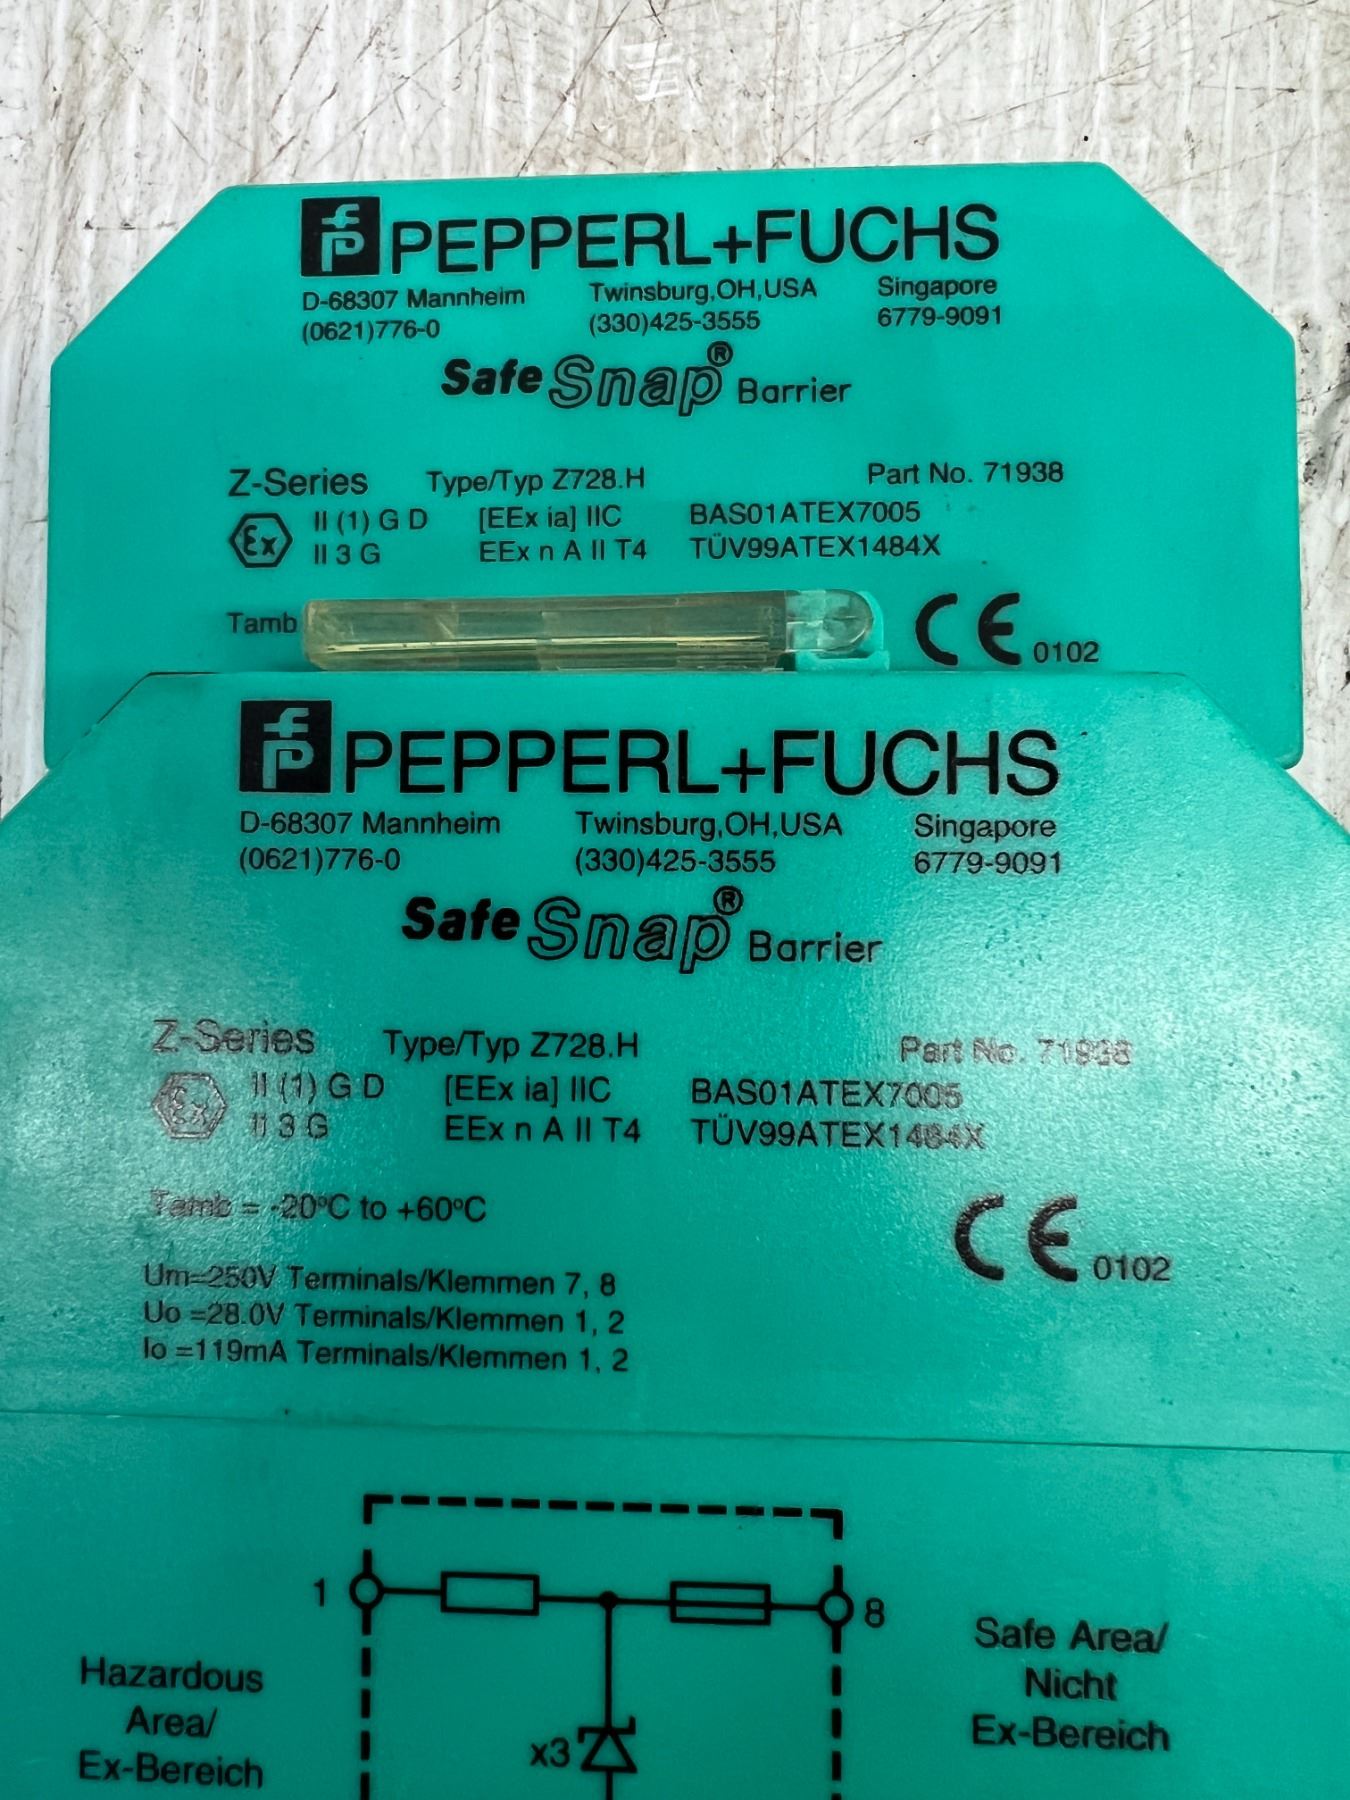 PEPPERL+FUCHS
D-68307 Mannheim Twinsburg,OH,USA Singapore
(0621)776-0 (330)425-3555 6779-9091
Safe Snap® Barrier
Z-Series Type/Typ Z728.H Part No. 71938
Ex II (1) G D [EEx ia] IIC BAS01ATEX7005
II 3 G EEx n A II T4 TÜV99ATEX1484X
Tamb CE 0102
PEPPERL+FUCHS
D-68307 Mannheim Twinsburg,OH,USA Singapore
(0621)776-0 (330)425-3555 6779-9091
Safe Snap® Barrier
Z-Series Type/Typ Z728.H Part No. 71938
Ex II (1) G D [EEx ia] IIC BAS01ATEX7005
II 3 G EEx n A II T4 TÜV99ATEX1484X
Tamb = -20°C to +60°C
CE 0102
Um=250V Terminals/Klemmen 7, 8
Uo =28.0V Terminals/Klemmen 1, 2
Io =119mA Terminals/Klemmen 1, 2
1 8
Hazardous
Area/
Ex-Bereich
x3
Safe Area/
Nicht
Ex-Bereich